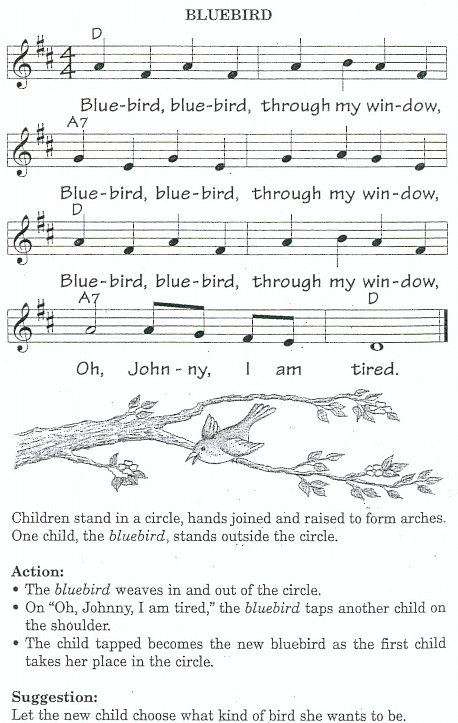 BLUEBIRD
D
4
4
Blue-bird, blue-bird, through my win-dow,
A7
Blue-bird, blue-bird, through my win-dow,
D
Blue-bird, blue-bird, through my win-dow,
A7 D
Oh, John - ny, I am tired.
Children stand in a circle, hands joined and raised to form arches.
One child, the bluebird, stands outside the circle.
Action:
• The bluebird weaves in and out of the circle.
• On “Oh, Johnny, I am tired,” the bluebird taps another child on
the shoulder.
• The child tapped becomes the new bluebird as the first child
takes her place in the circle.
Suggestion:
Let the new child choose what kind of bird she wants to be.